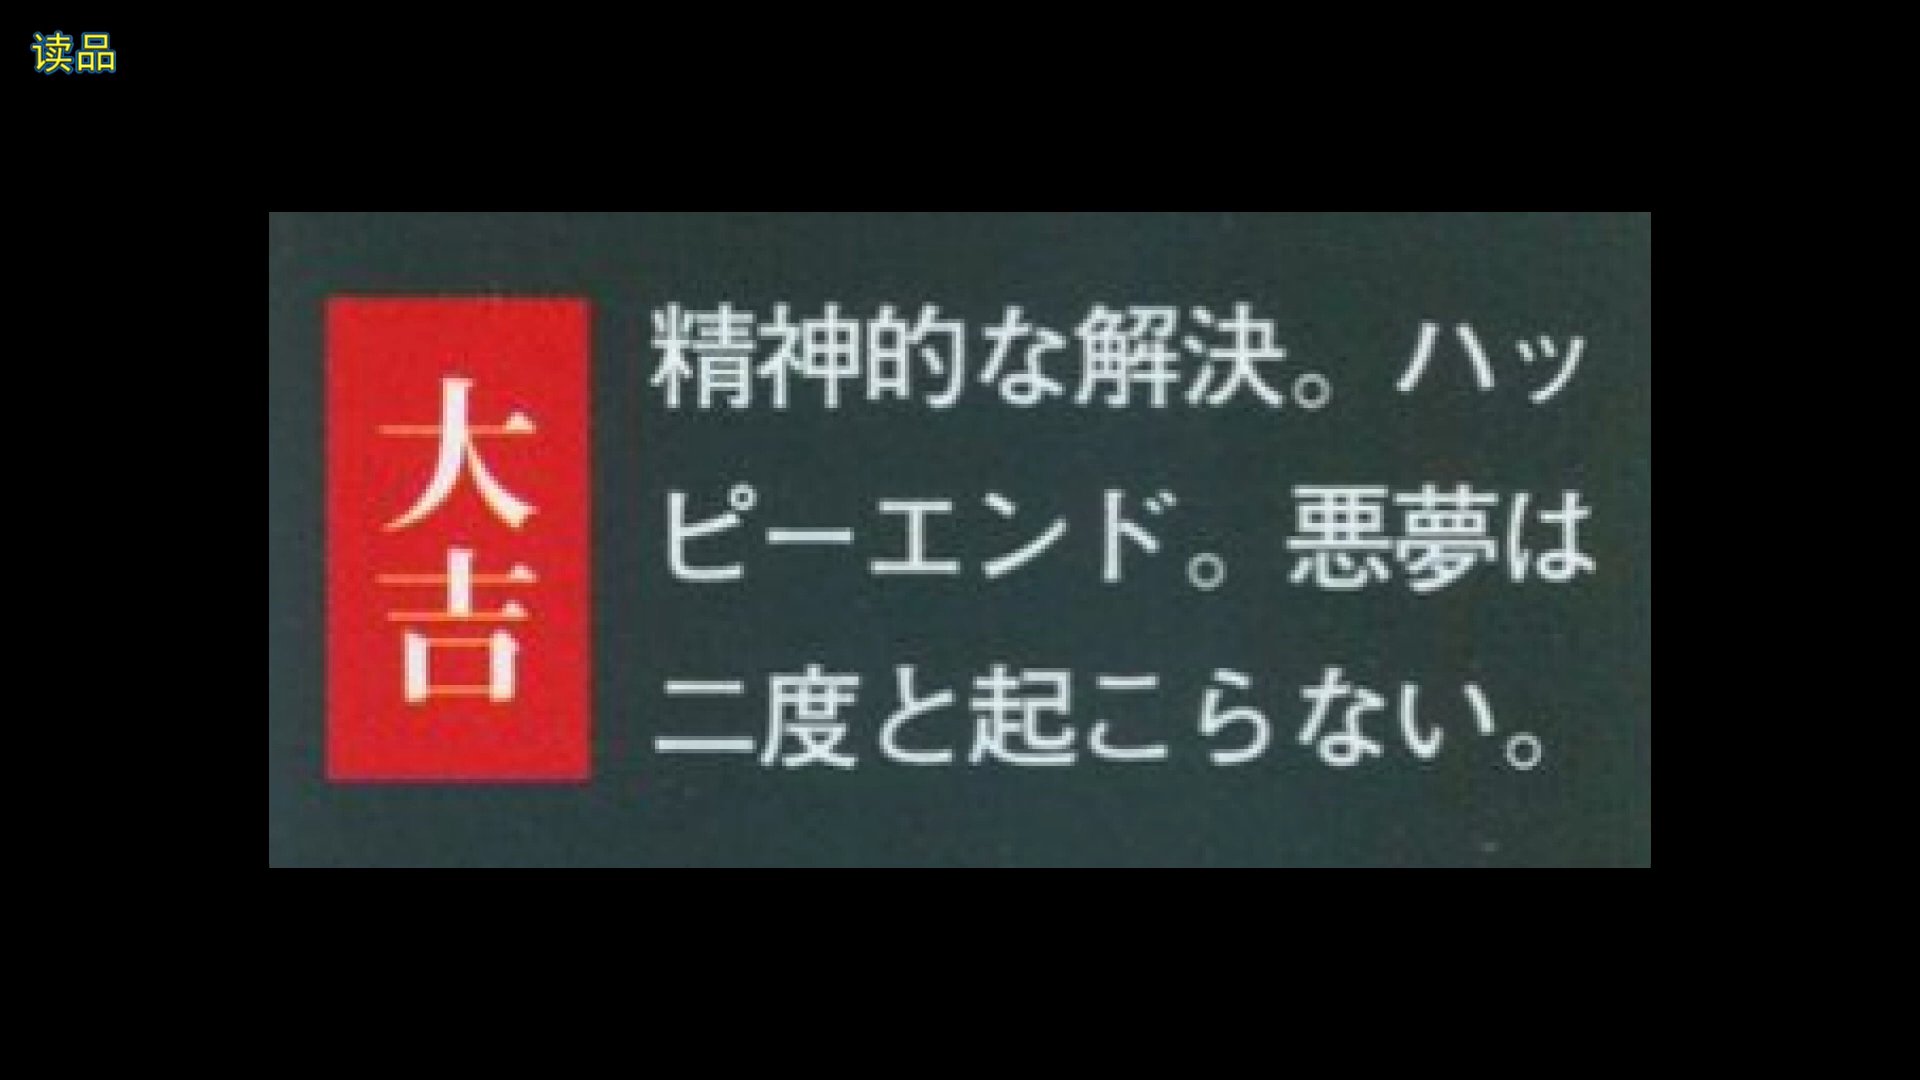 读品
大吉
精神的な解決。ハッ
ピーエンド。悪夢は
二度と起こらない。